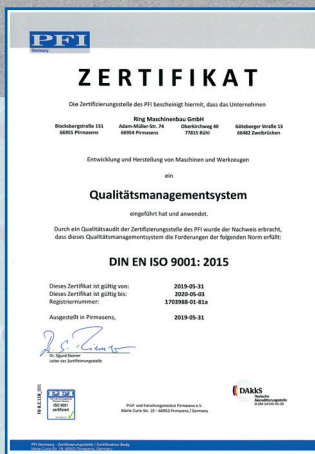 PFI
Germany
ZERTIFIKAT
Die Zertifizierungsstelle des PFI bescheinigt hiermit, dass das Unternehmen
Ring Maschinenbau GmbH
Blocksbergstraße 151 Adam-Müller-Str. 74 Oberkirchweg 40 Göteborger Straße 15
66955 Pirmasens 66954 Pirmasens 77815 Bühl 66482 Zweibrücken
Entwicklung und Herstellung von Maschinen und Werkzeugen
ein
Qualitätsmanagementsystem
eingeführt hat und anwendet.
Durch ein Qualitätsaudit der Zertifizierungsstelle des PFI wurde der Nachweis erbracht,
dass dieses Qualitätsmanagementsystem die Forderungen der folgenden Norm erfüllt:
DIN EN ISO 9001: 2015
Dieses Zertifikat ist gültig von: 2019-05-31
Dieses Zertifikat ist gültig bis: 2020-05-03
Registriernummer: 1703988-01-81a
Ausgestellt in Pirmasens, 2019-05-31
Leiter der Zertifizierungsstelle
PFI
ISO 9001
zertifiziert
Prüf- und Forschungsinstitut Pirmasens e.V.
Marie-Curie-Str. 19 - 66953 Pirmasens / Germany
DAkkS
Deutsche
Akkreditierungsstelle
PFI Germany - Zertifizierungsstelle / Certification Body